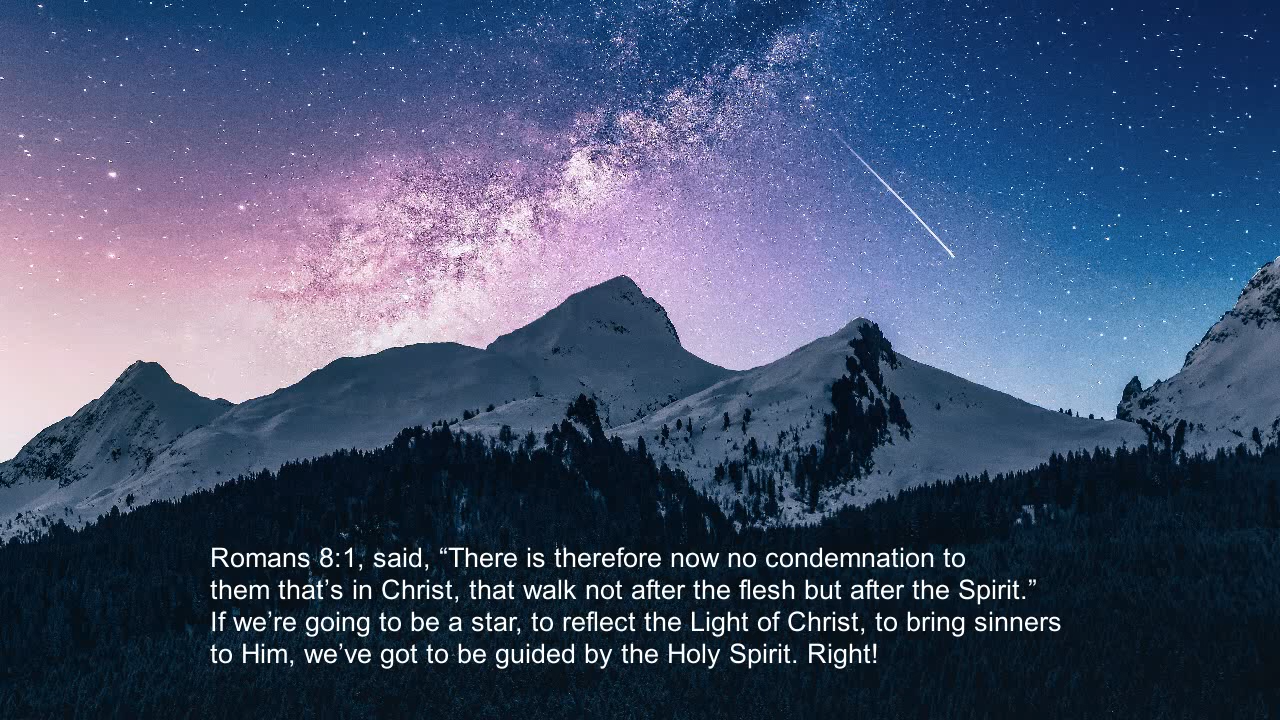 Romans 8:1, said, “There is therefore now no condemnation to
them that’s in Christ, that walk not after the flesh but after the Spirit.”
If we’re going to be a star, to reflect the Light of Christ, to bring sinners
to Him, we’ve got to be guided by the Holy Spirit. Right!